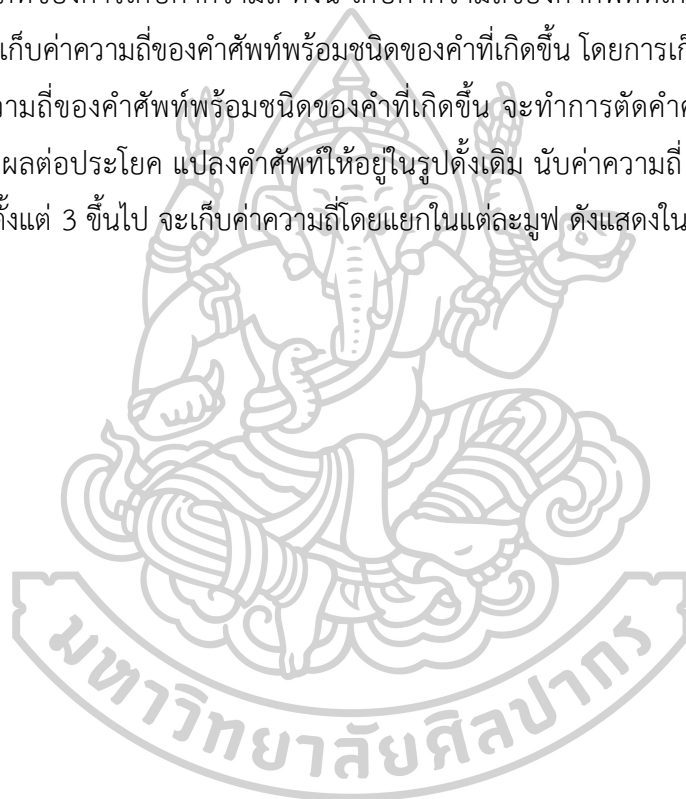 เก็บค่าความถี่ของคำศัพท์พร้อมชนิดของคำที่เกิดขึ้น โดยการเก็
วามถี่ของคำศัพท์พร้อมชนิดของคำที่เกิดขึ้น จะทำการตัดคำ
ผลต่อประโยค แปลงคำศัพท์ให้อยู่ในรูปดั้งเดิม นับค่าความถี่
ตั้งแต่ 3 ขึ้นไป จะเก็บค่าความถี่โดยแยกในแต่ละมูฟ ดังแสดงใน
มหาวิทยาลัยศิลปากร